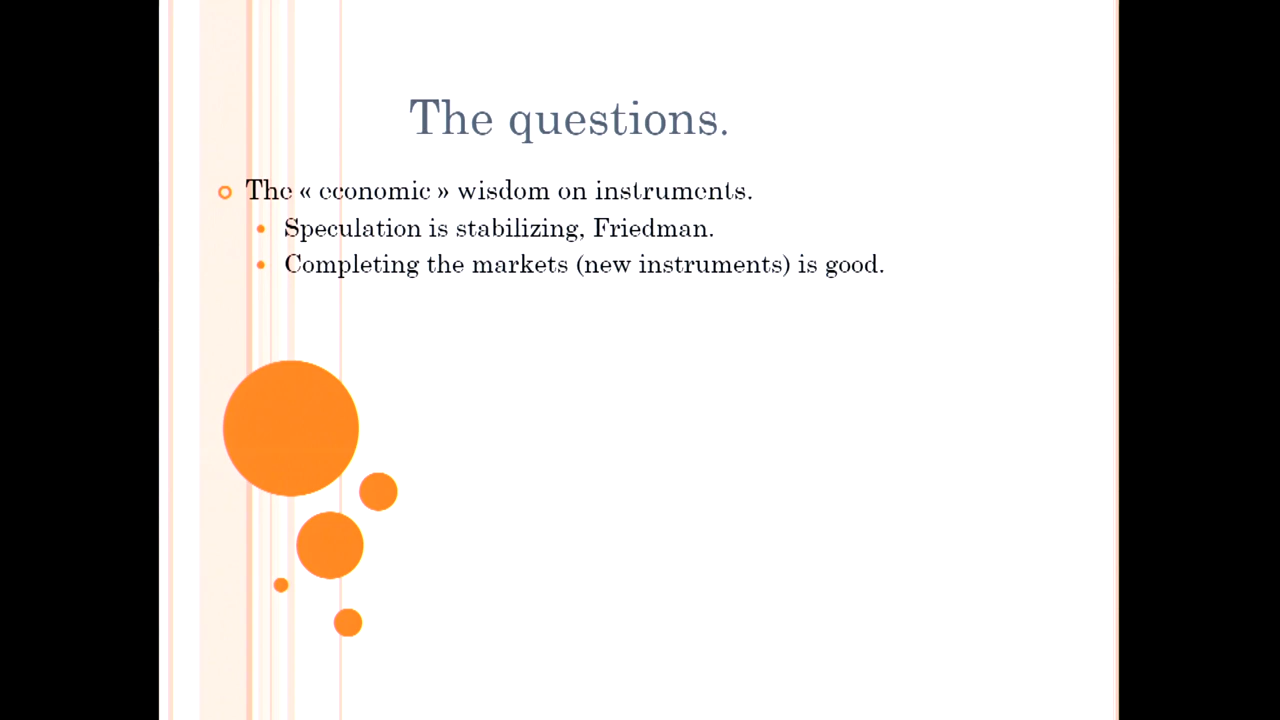 The questions.
The « economic » wisdom on instruments.
Speculation is stabilizing, Friedman.
Completing the markets (new instruments) is good.